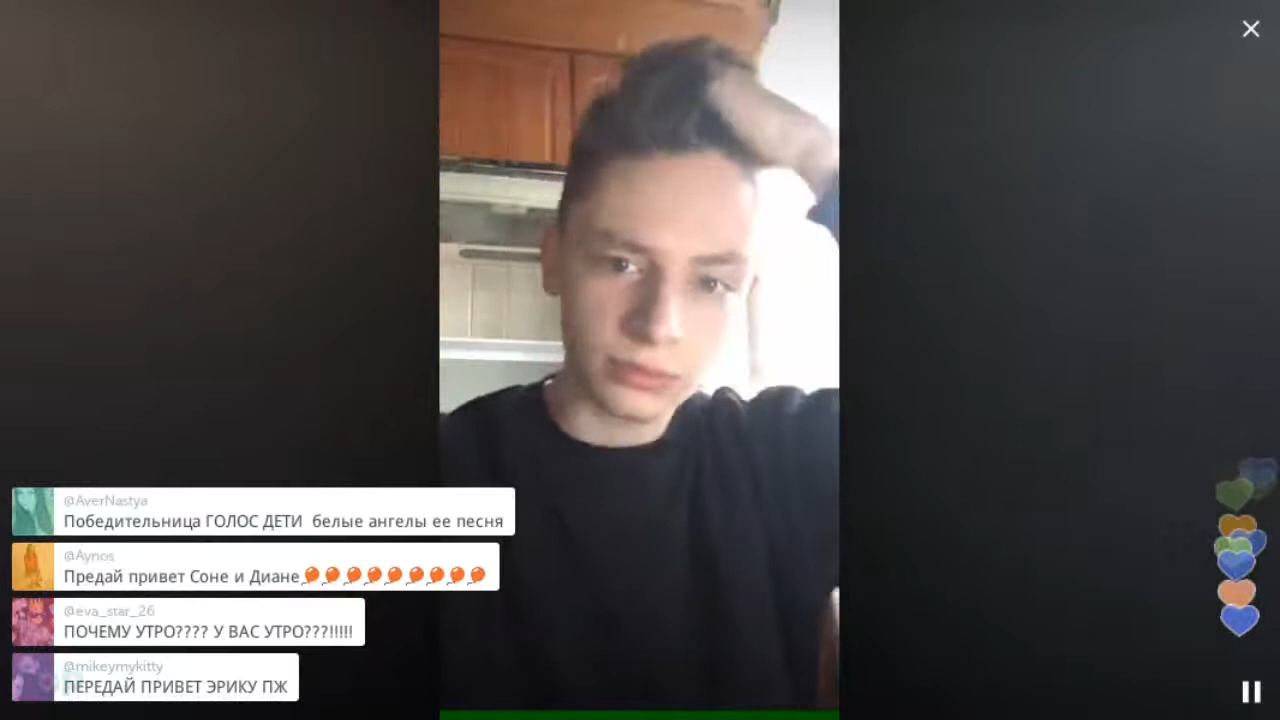 @AverNastya
Победительница ГОЛОС ДЕТИ белые ангелы ее песня
@Aynos
Предай привет Соне и Диане🎈🎈🎈🎈🎈🎈🎈🎈🎈
@eva_star_26
ПОЧЕМУ УТРО???? У ВАС УТРО???!!!!!
@mikeymykitty
ПЕРЕДАЙ ПРИВЕТ ЭРИКУ ПЖ